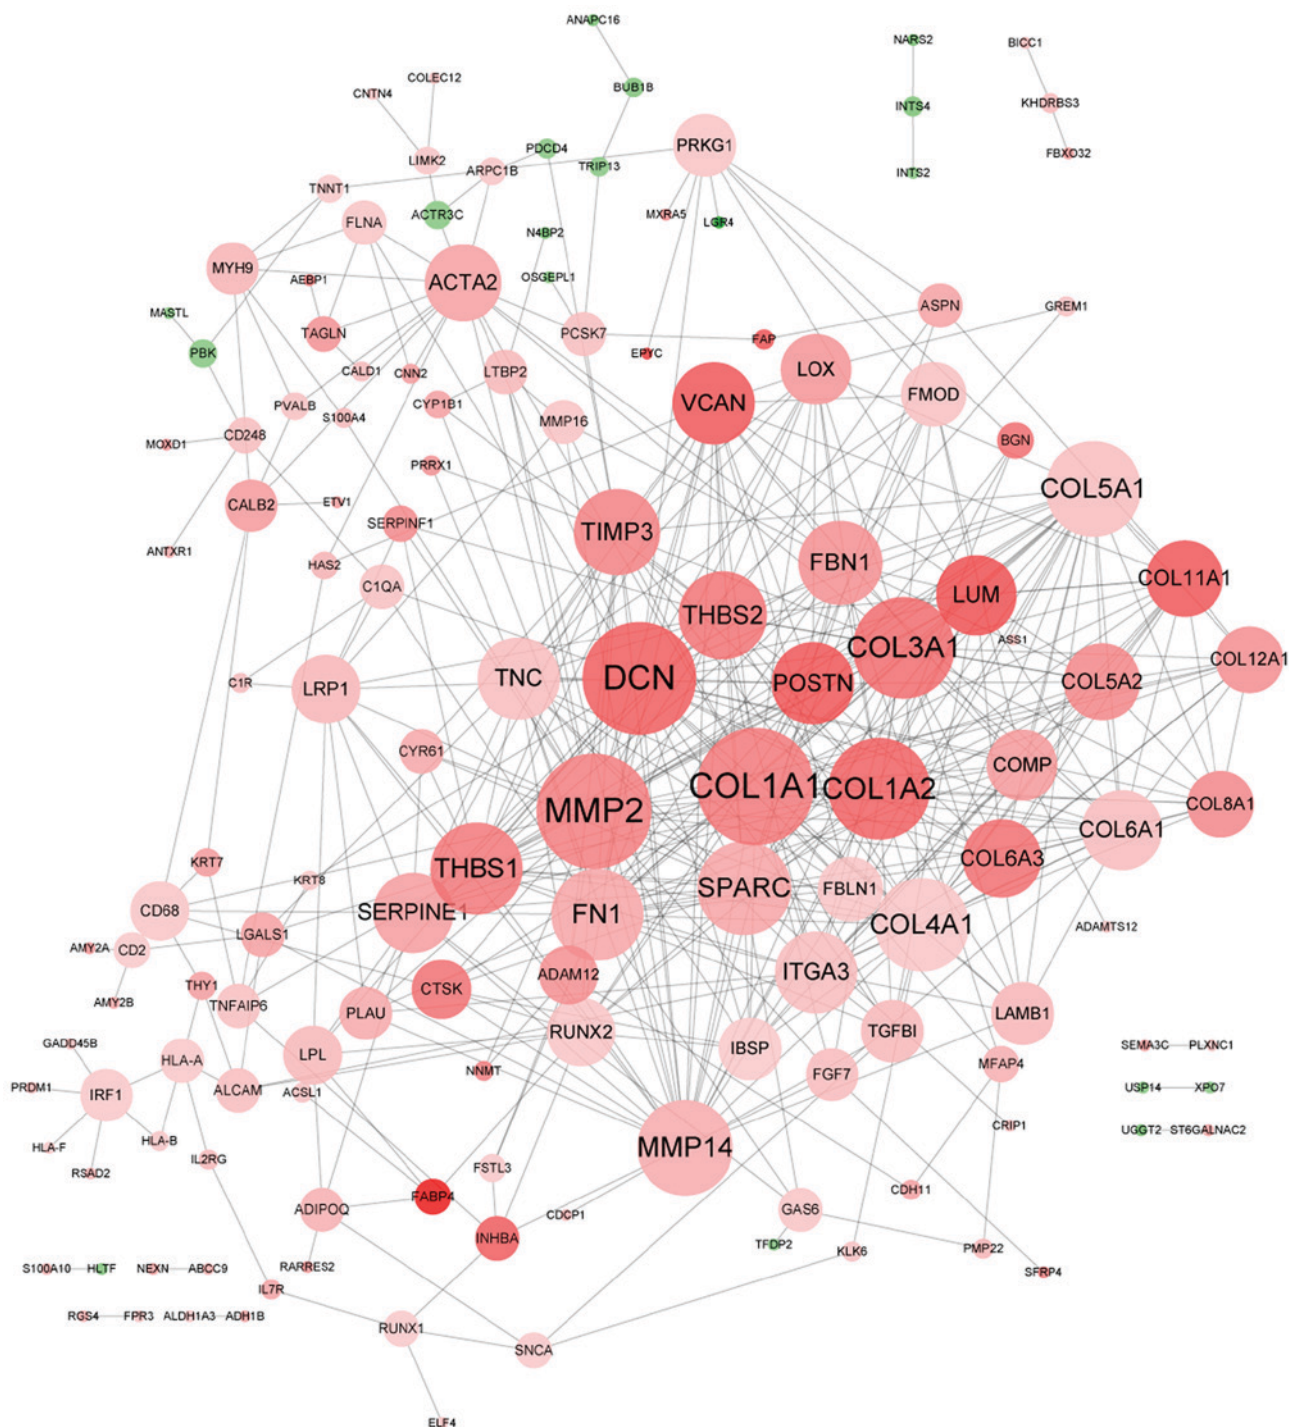 ANAPC16
NARS2
BICC1
COLEC12
BUB1B
CNTN4
INTS4
KHDRBS3
PDCD4
PRKG1
LIMK2
ARPC1B
TRIP13
FBXO32
INTS2
TNNT1
ACTR3C
MXRA5
LGR4
FLNA
N4BP2
MYH9
AEBP1
ACTA2
OSGEPL1
ASPN
GREM1
MASTL
TAGLN
PCSK7
FAP
PBK
EPYC
CALD1
CNN2
LTBP2
LOX
FMOD
VCAN
PVALB
S100A4
CYP1B1
MMP16
CD248
MOXD1
BGN
PRRX1
COL5A1
CALB2
ETV1
SERPINF1
TIMP3
ANTXR1
HAS2
FBN1
COL11A1
C1QA
LUM
THBS2
ASS1
COL3A1
COL12A1
C1R
LRP1
TNC
DCN
POSTN
COL5A2
CYR61
COMP
COL1A1
COL1A2
MMP2
COL8A1
COL6A1
KRT7
THBS1
COL6A3
KRT8
SPARC
FBLN1
CD68
SERPINE1
FN1
COL4A1
ADAMTS12
AMY2A
CD2
LGALS1
ITGA3
ADAM12
THY1
CTSK
AMY2B
TNFAIP6
PLAU
RUNX2
TGFBI
LAMB1
GADD45B
HLA-A
LPL
IBSP
SEMA3C
PLXNC1
MFAP4
NNMT
FGF7
PRDM1
IRF1
ALCAM
ACSL1
USP14
XPO7
CRIP1
UGGT2
ST6GALNAC2
HLA-F
HLA-B
MMP14
IL2RG
FSTL3
RSAD2
CDH11
FABP4
ADIPOQ
CDCP1
GAS6
INHBA
TFDP2
KLK6
PMP22
S100A10
HLTF
NEXN
ABCC9
RARRES2
SFRP4
IL7R
RGS4
FPR3
ALDH1A3
ADH1B
RUNX1
SNCA
ELF4